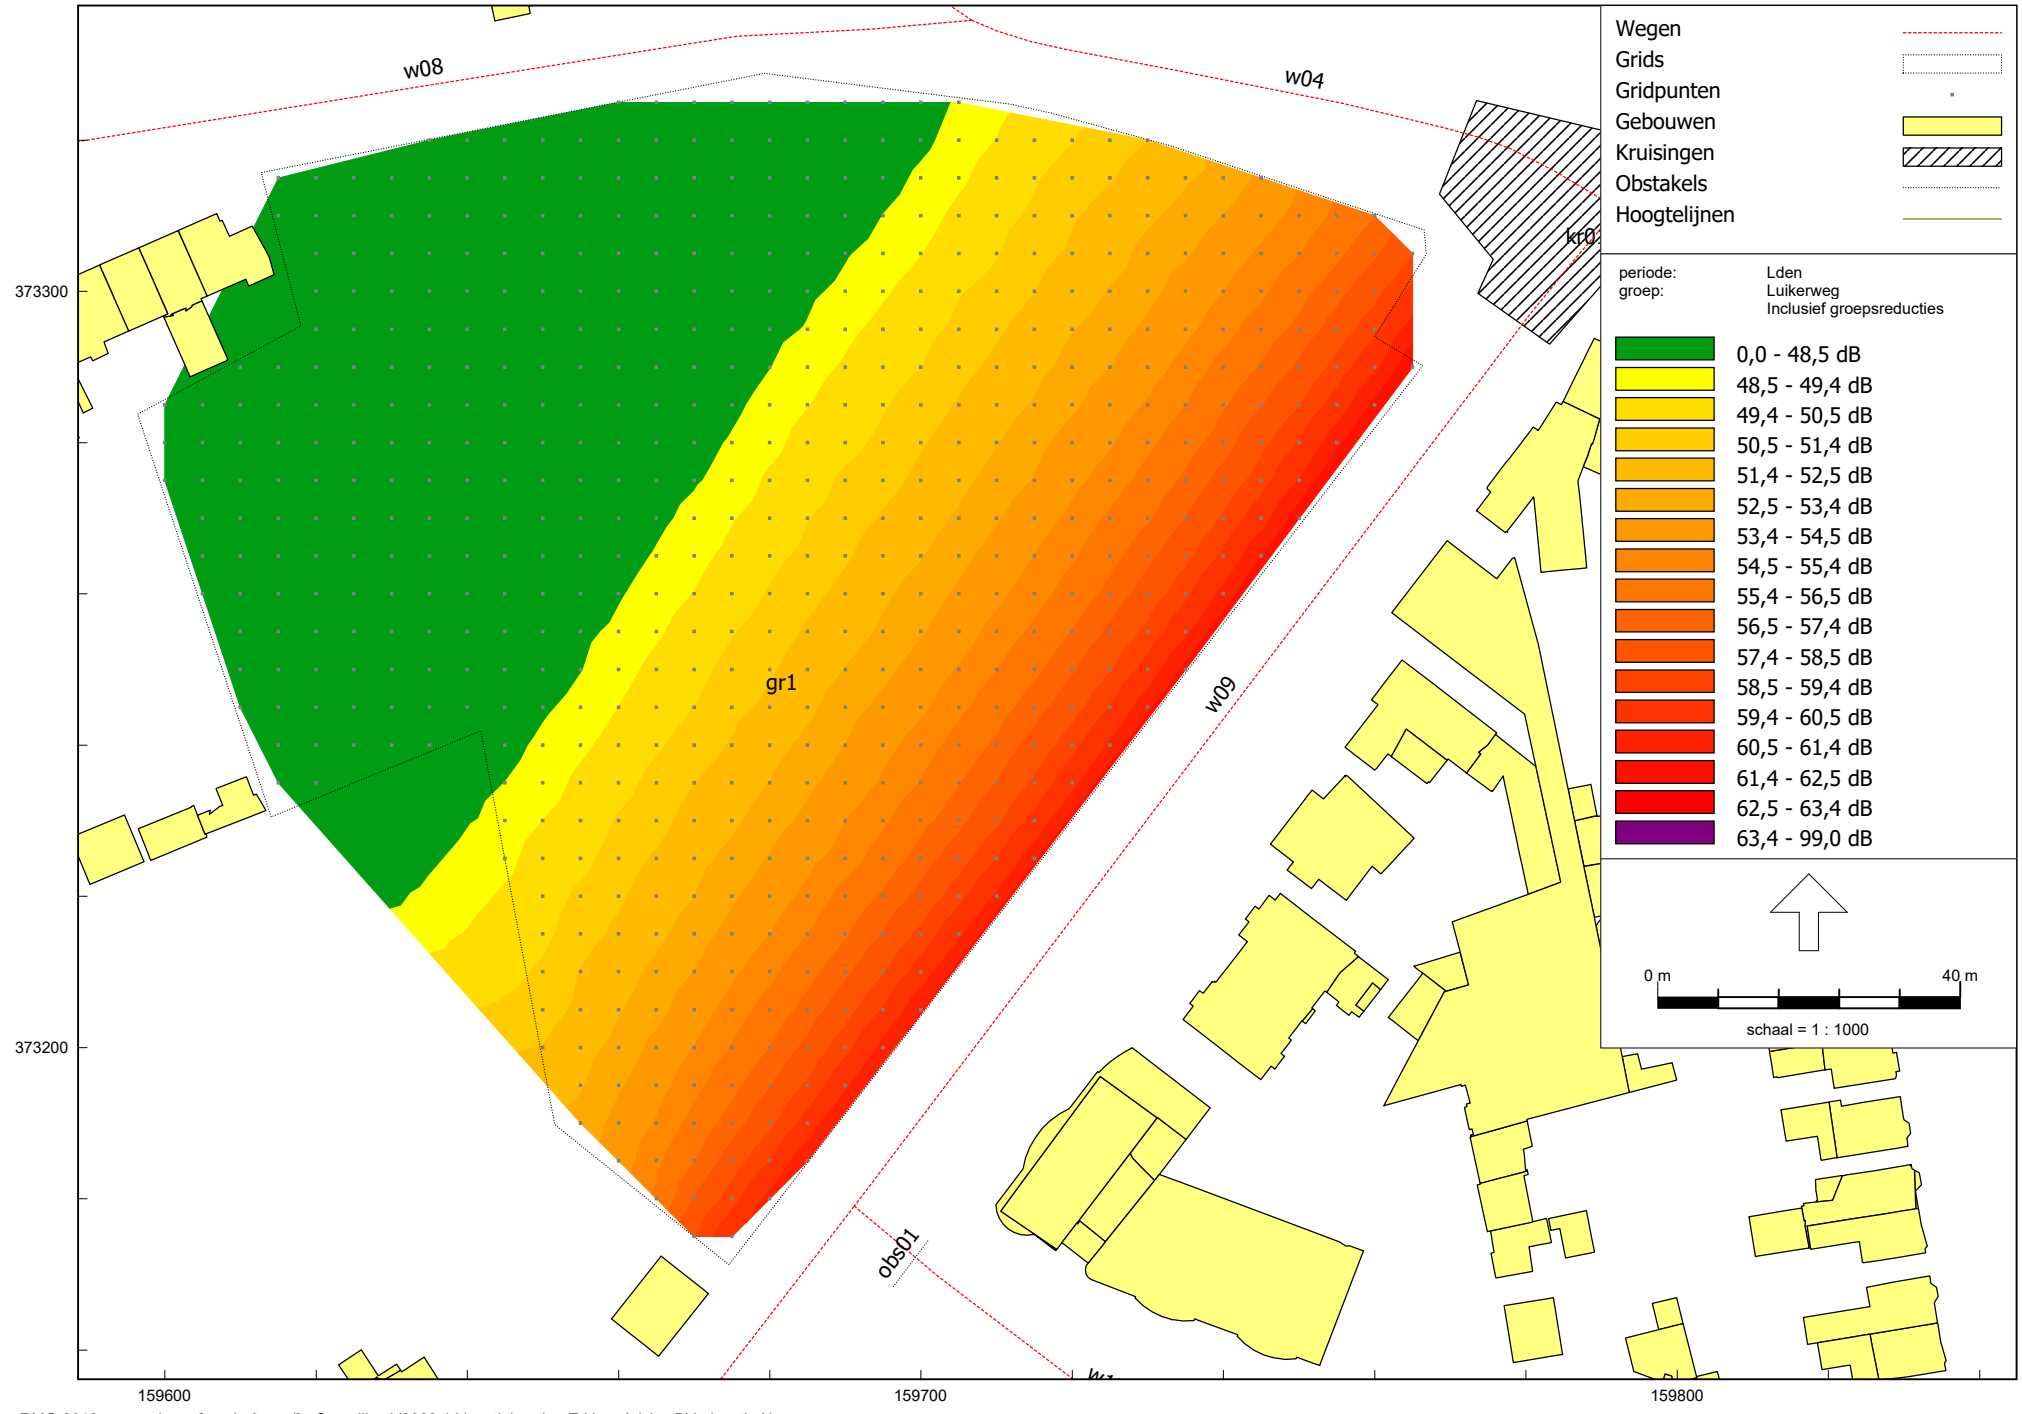 Wegen
Grids
Gridpunten
Gebouwen
Kruisingen
Obstakels
Hoogtelijnen
periode: Lden
groep: Luikerweg
Inclusief groepsreducties
0,0 - 48,5 dB
48,5 - 49,4 dB
49,4 - 50,5 dB
50,5 - 51,4 dB
51,4 - 52,5 dB
52,5 - 53,4 dB
53,4 - 54,5 dB
54,5 - 55,4 dB
55,4 - 56,5 dB
56,5 - 57,4 dB
57,4 - 58,5 dB
58,5 - 59,4 dB
59,4 - 60,5 dB
60,5 - 61,4 dB
61,4 - 62,5 dB
62,5 - 63,4 dB
63,4 - 99,0 dB
0 m 40 m
schaal = 1 : 1000
w08
w04
kr0
373300
gr1
w09
373200
obs01
159600 159700 159800